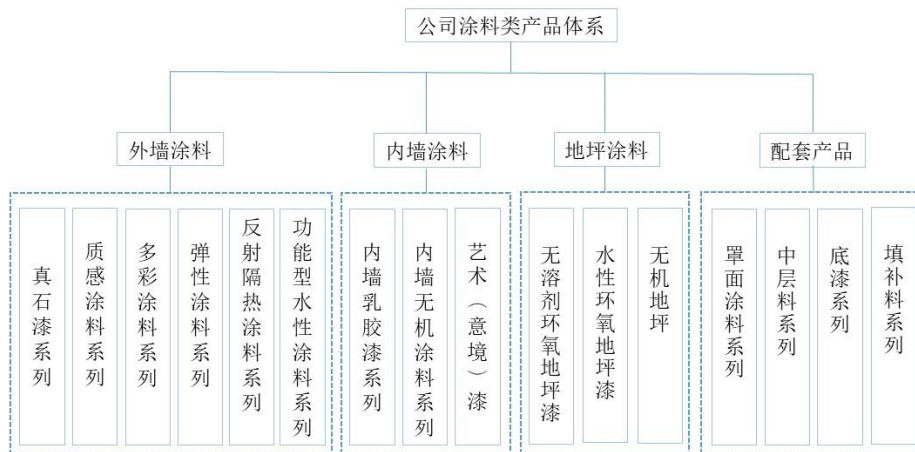 公司涂料类产品体系
外墙涂料
内墙涂料
地坪涂料
配套产品
真石漆系列
质感涂料系列
多彩涂料系列
弹性涂料系列
反射隔热涂料系列
功能型水性涂料系列
内墙乳胶漆系列
内墙无机涂料系列
艺术（意境）漆
无溶剂环氧地坪漆
水性环氧地坪漆
无机地坪
罩面涂料系列
中层料系列
底漆系列
填补料系列